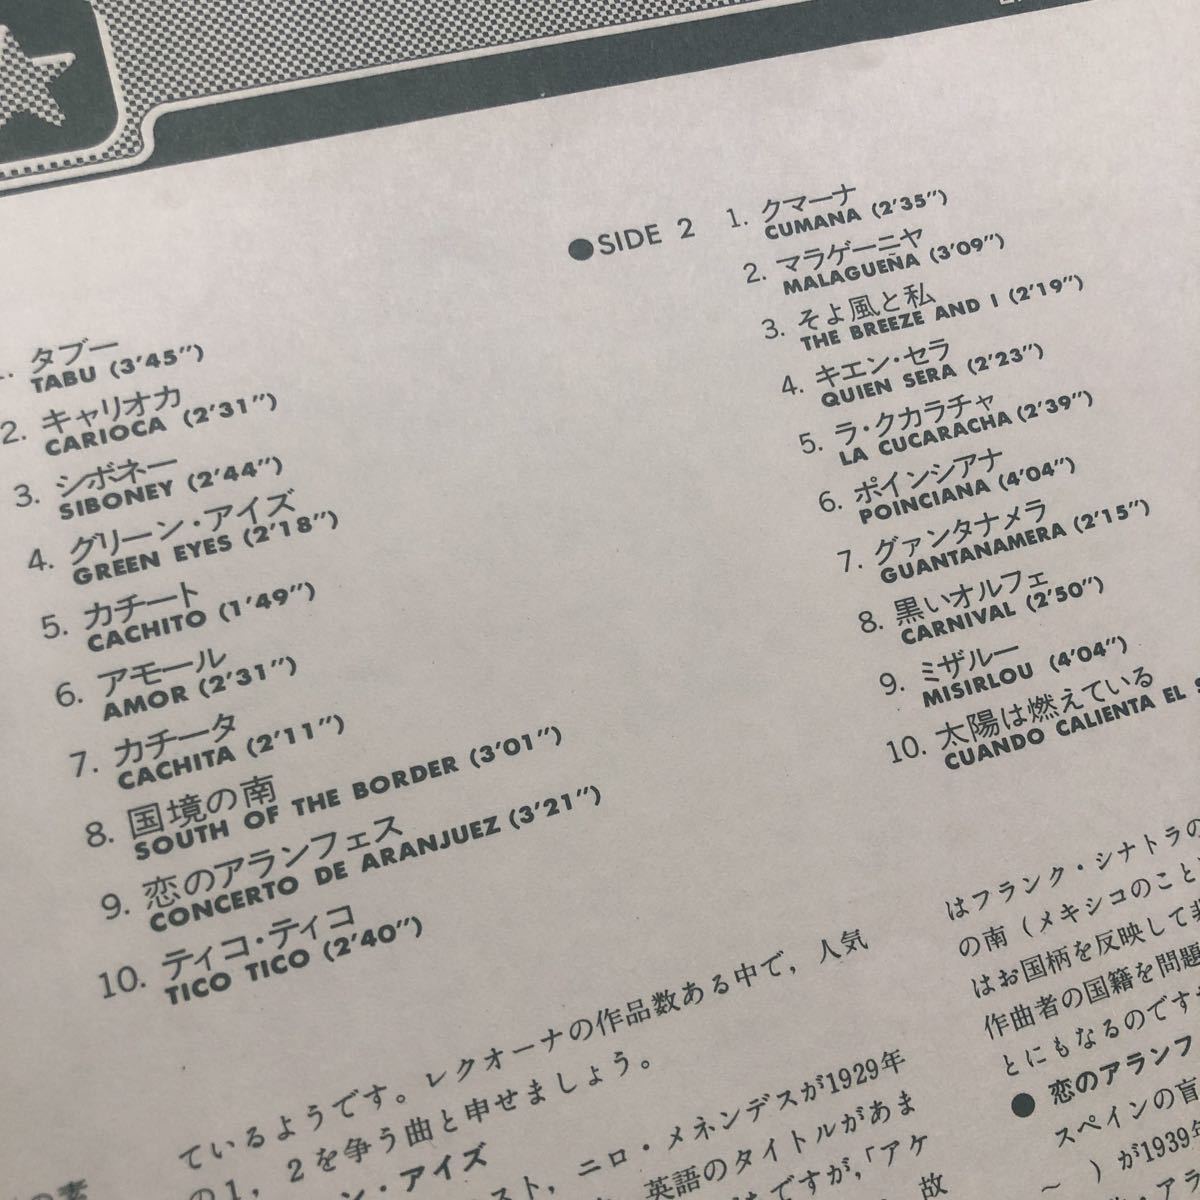 1. タブー
TABU (3'45")
2. キャリオカ
CARIOCA (2'31")
3. シボネー
SIBONEY (2'44")
4. グリーン・アイズ
GREEN EYES (2'18")
5. カチート
CACHITO (1'49")
6. アモール
AMOR (2'31")
7. カチータ
CACHITA (2'11")
8. 国境の南
SOUTH OF THE BORDER (3'01")
9. 恋のアランフェス
CONCERTO DE ARANJUEZ (3'21")
10. ティコ・ティコ
TICO TICO (2'40")
●SIDE 2
1. クマーナ
CUMANA (2'35")
2. マラゲーニャ
MALAGUEÑA (3'09")
3. そよ風と私
THE BREEZE AND I (2'19")
4. キエン・セラ
QUIEN SERA (2'23")
5. ラ・クカラチャ
LA CUCARACHA (2'39")
6. ポインシアナ
POINCIANA (4'04")
7. グァンタナメラ
GUANTANAMERA (2'15")
8. 黒いオルフェ
CARNIVAL (2'50")
9. ミザルー
MISIRLOU (4'04")
10. 太陽は燃えている
CUANDO CALIENTA EL
ているようです。レクオーナの作品数ある中で，人気
の1，2を争う曲と申せましょう。
ン・アイズ
スト，ニロ・メネンデスが1929年
英語のタイトルがあま
ですが，「アケ
故
はフランク・シナトラの
の南（メキシコのこと
はお国柄を反映して
作曲者の国籍を問題
ともなるのです
● 恋のアランフ
スペインの盲
～ ）が1939年